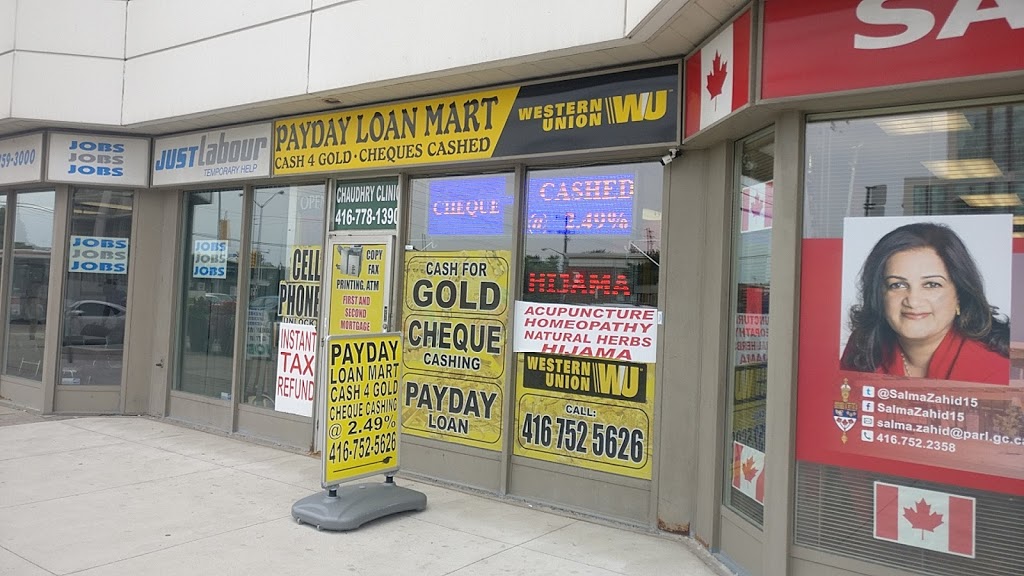 759-3000
JOBS
JOBS
JOBS
JUSTLabour
TEMPORARY HELP
PAYDAY LOAN MART
CASH 4 GOLD · CHEQUES CASHED
WESTERN
UNION
WU
SA
JOBS
JOBS
JOBS
JOBS
JOBS
JOBS
OPEN
CELL
PHONE
UNLOCK
INSTANT
TAX
REFUND
CHAUDHRY CLINIC
416-778-1390
COPY
FAX
PRINTING, ATM
FIRST AND
SECOND
MORTGAGE
PAYDAY
LOAN MART
CASH 4 GOLD
CHEQUE CASHING
@ 2.49%
416-752-5626
CHEQUE
CASHED
@ 2.49%
CASH FOR
GOLD
CHEQUE
CASHING
PAYDAY
LOAN
HIJAMA
ACUPUNCTURE
HOMEOPATHY
NATURAL HERBS
HIJAMA
WESTERN
UNION
WU
CALL:
416 752 5626
@SalmaZahid15
SalmaZahid15
salma.zahid@parl.gc.c
416.752.2358